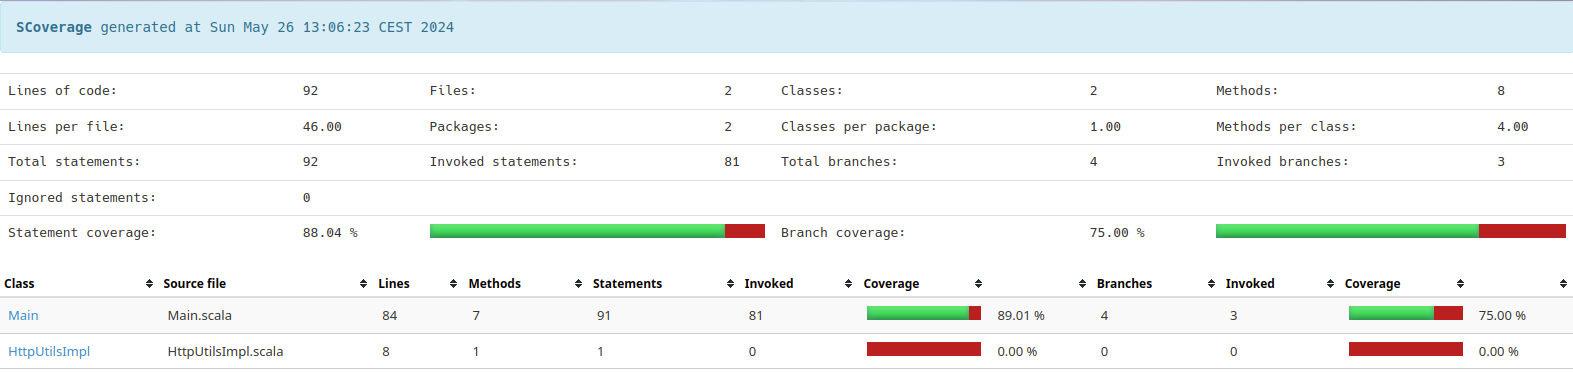 SCoverage generated at Sun May 26 13:06:23 CEST 2024
Lines of code: 92 Files: 2 Classes: 2 Methods: 8
Lines per file: 46.00 Packages: 2 Classes per package: 1.00 Methods per class: 4.00
Total statements: 92 Invoked statements: 81 Total branches: 4 Invoked branches: 3
Ignored statements: 0
Statement coverage: 88.04 % Branch coverage: 75.00 %
Class Source file Lines Methods Statements Invoked Coverage Branches Invoked Coverage
Main Main.scala 84 7 91 81 89.01 % 4 3 75.00 %
HttpUtilsImpl HttpUtilsImpl.scala 8 1 1 0 0.00 % 0 0 0.00 %